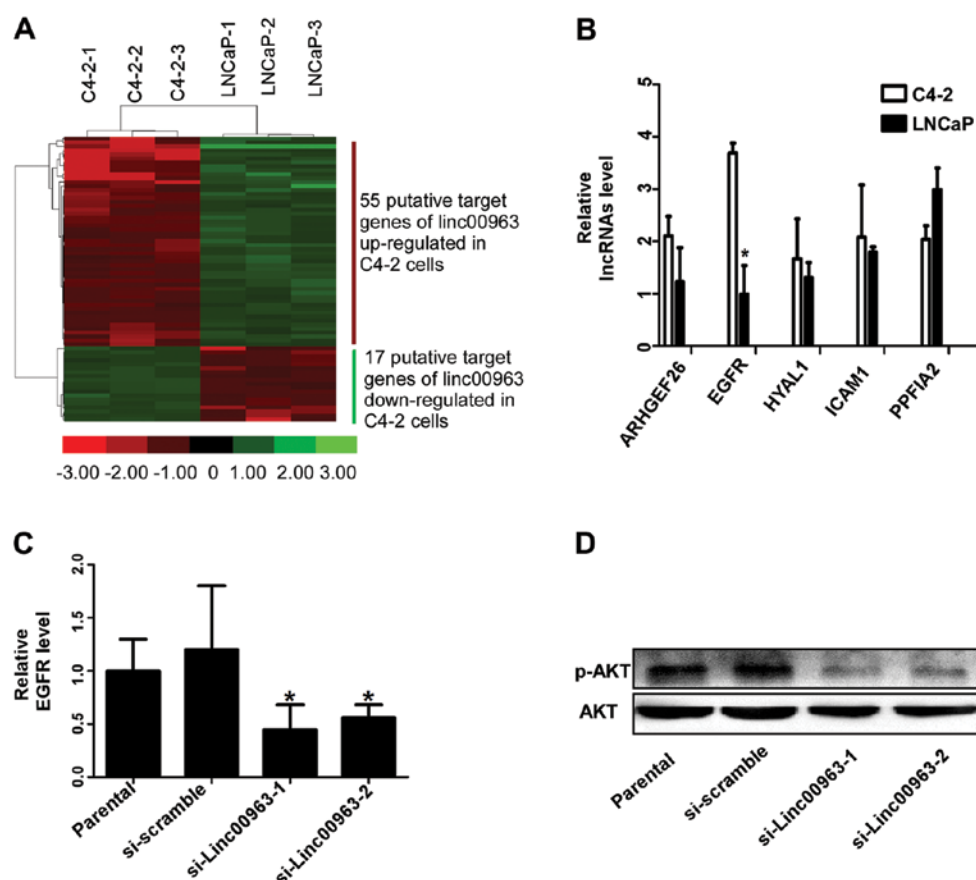 A
C4-2-1
C4-2-2
C4-2-3
LNCaP-1
LNCaP-2
LNCaP-3
55 putative target
genes of linc00963
up-regulated in
C4-2 cells
17 putative target
genes of linc00963
down-regulated in
C4-2 cells
-3.00 -2.00 -1.00 0 1.00 2.00 3.00
B
Relative
lncRNAs level
5
4
3
2
1
0
C4-2
LNCaP
*
ARHGEF26
EGFR
HYAL1
ICAM1
PPFIA2
C
Relative
EGFR level
2.0
1.5
1.0
0.5
0.0
* *
Parental
si-scramble
si-Linc00963-1
si-Linc00963-2
D
p-AKT
AKT
Parental
si-scramble
si-Linc00963-1
si-Linc00963-2